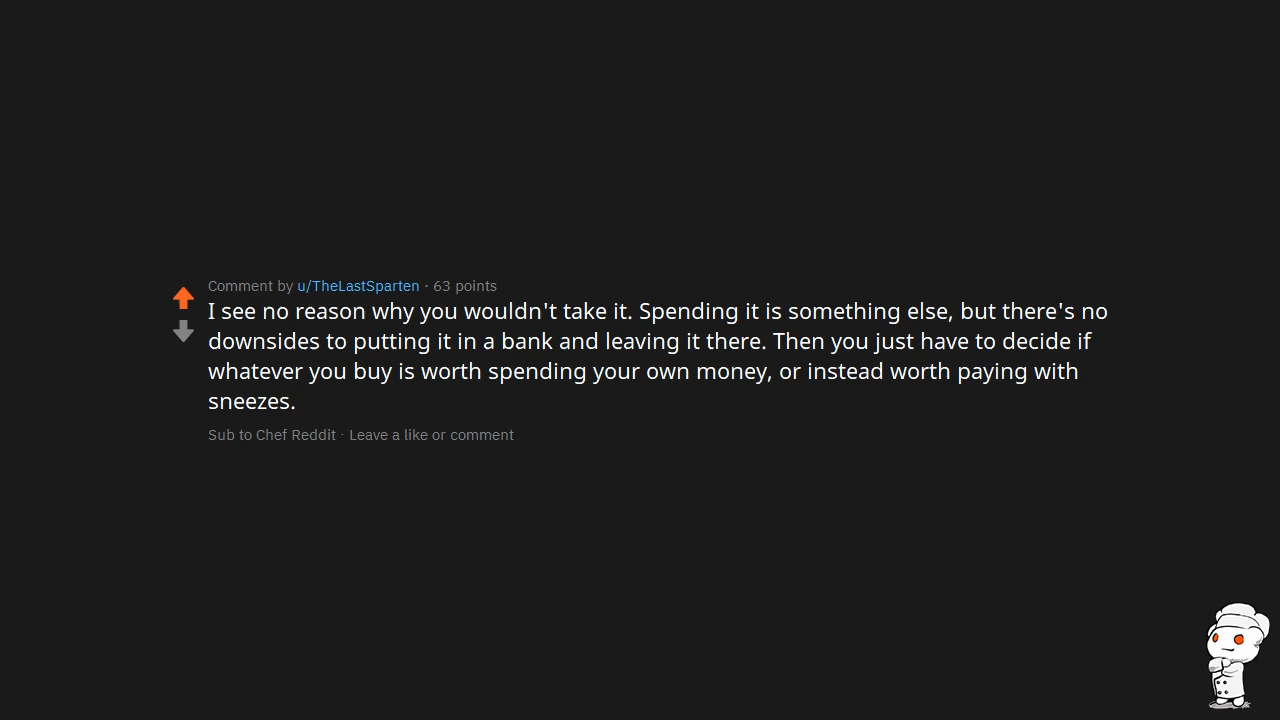 Comment by u/TheLastSparten · 63 points
I see no reason why you wouldn't take it. Spending it is something else, but there's no
downsides to putting it in a bank and leaving it there. Then you just have to decide if
whatever you buy is worth spending your own money, or instead worth paying with
sneezes.
Sub to Chef Reddit · Leave a like or comment